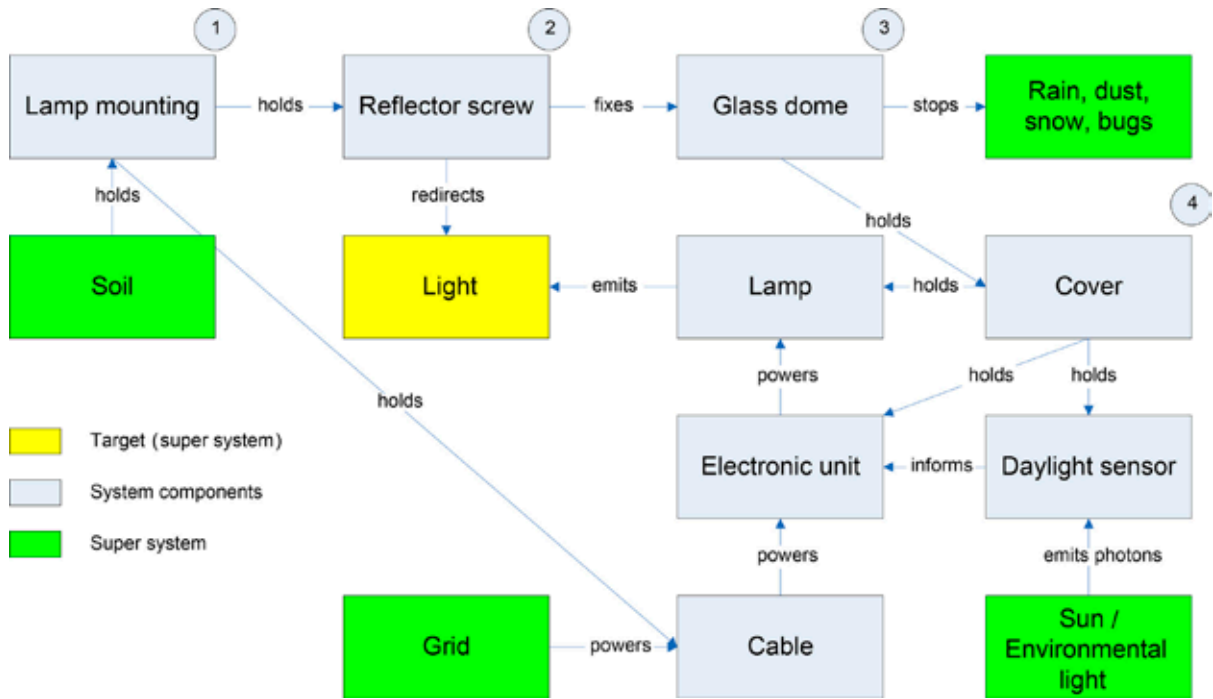 1
2
3
Lamp mounting
holds
Reflector screw
fixes
Glass dome
stops
Rain, dust,
snow, bugs
holds
redirects
holds
4
Soil
Light
emits
Lamp
holds
Cover
powers
holds
holds
holds
Target (super system)
System components
Super system
Electronic unit
informs
Daylight sensor
powers
emits photons
Grid
powers
Cable
Sun /
Environmental
light